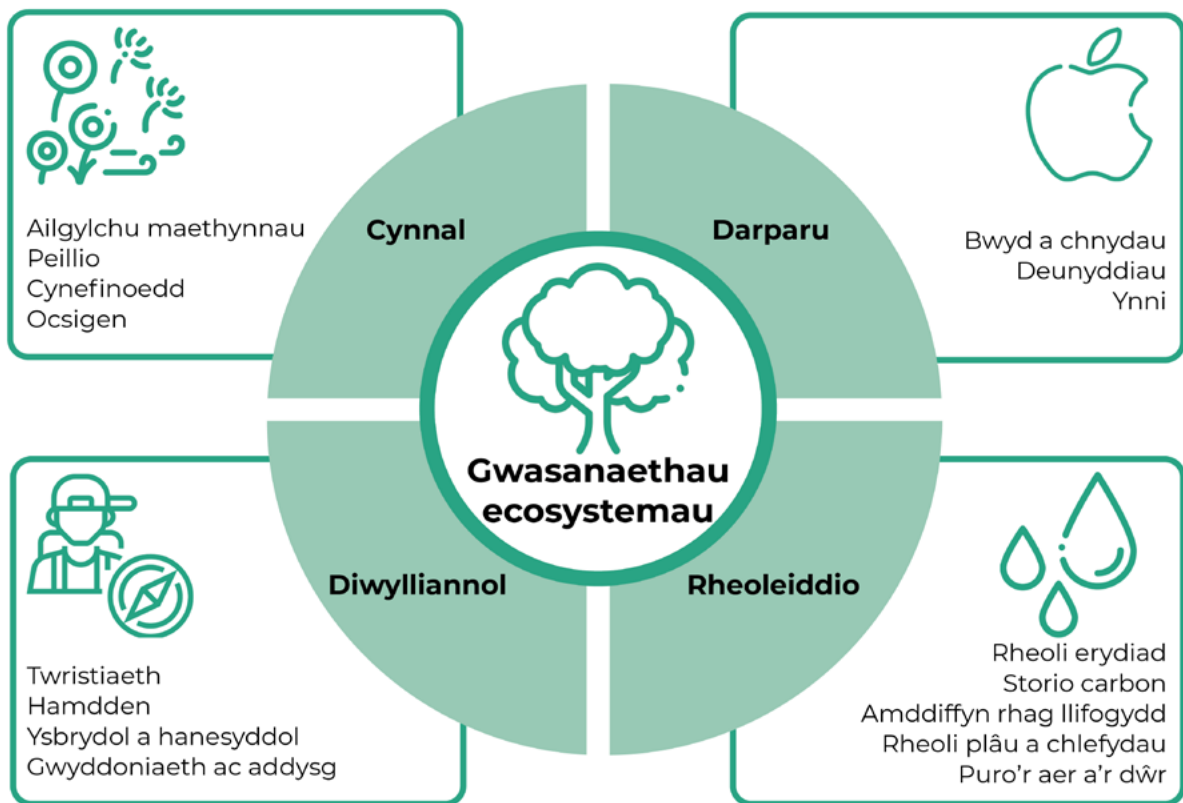 Ailgylchu maethynnau
Peillio
Cynefinoedd
Ocsigen
Cynnal
Darparu
Bwyd a chnydau
Deunyddiau
Ynni
Gwasanaethau
ecosystemau
Diwylliannol
Rheoleiddio
Twristiaeth
Hamdden
Ysbrydol a hanesyddol
Gwyddoniaeth ac addysg
Rheoli erydiad
Storio carbon
Amddiffyn rhag llifogydd
Rheoli plâu a chlefydau
Puro’r aer a’r dŵr